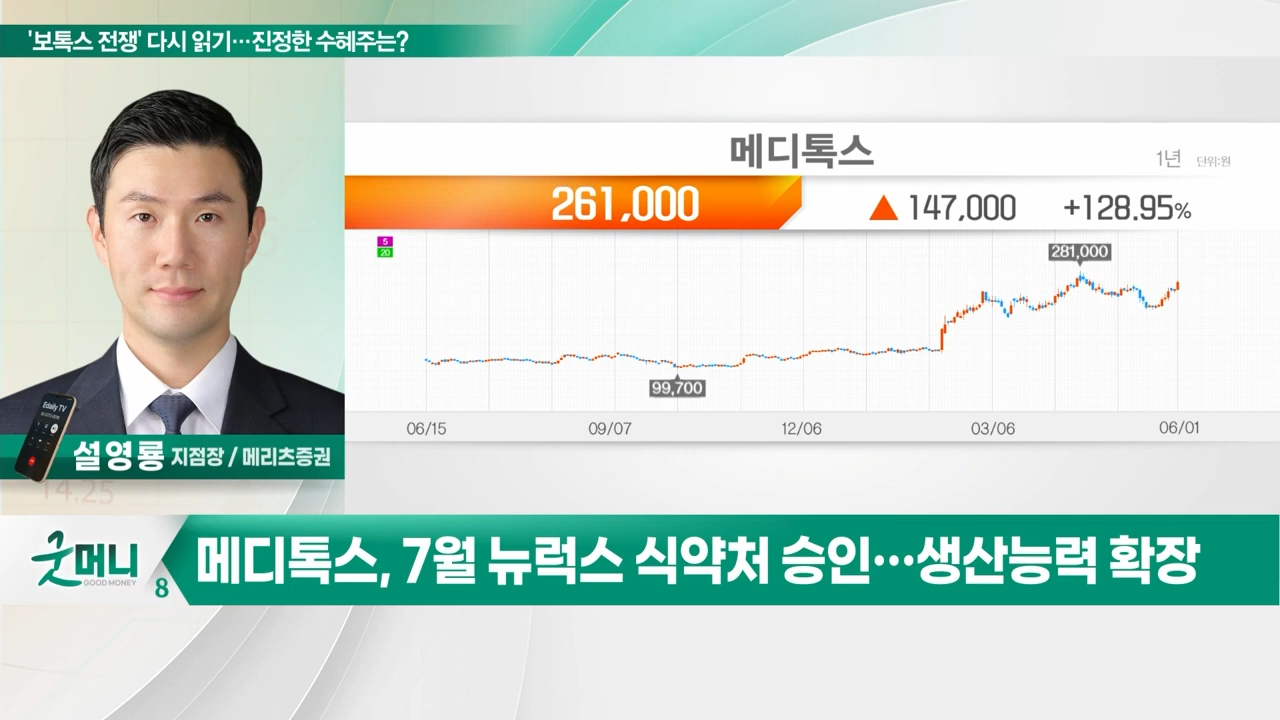 '보톡스 전쟁' 다시 읽기…진정한 수혜주는?
메디톡스
1년 단위:원
261,000 ▲ 147,000 +128.95%
5
20
281,000
99,700
06/15 09/07 12/06 03/06 06/01
Edaily TV
설영룡 지점장 / 메리츠증권
14.25
굿머니
GOOD MONEY
8
메디톡스, 7월 뉴럭스 식약처 승인…생산능력 확장